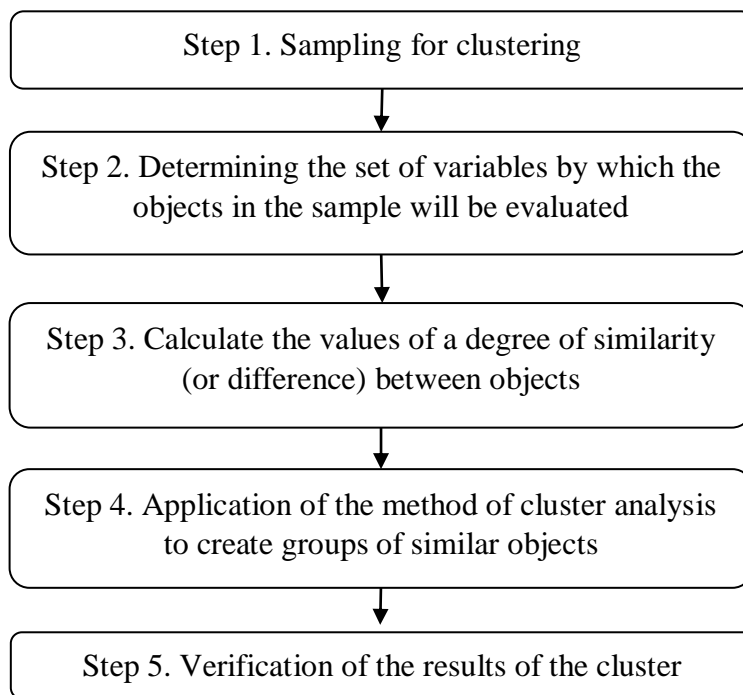 Step 1. Sampling for clustering
Step 2. Determining the set of variables by which the
objects in the sample will be evaluated
Step 3. Calculate the values of a degree of similarity
(or difference) between objects
Step 4. Application of the method of cluster analysis
to create groups of similar objects
Step 5. Verification of the results of the cluster